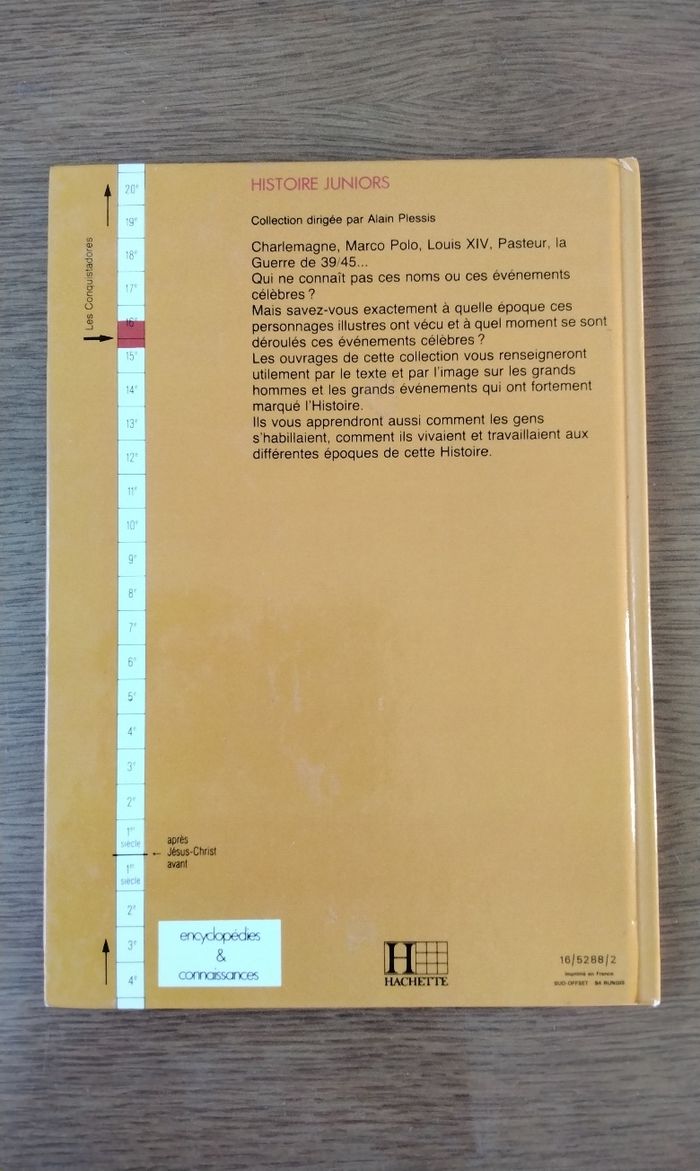 HISTOIRE JUNIORS
Collection dirigée par Alain Plessis
Charlemagne, Marco Polo, Louis XIV, Pasteur, la
Guerre de 39/45...
Qui ne connaît pas ces noms ou ces événements
célèbres ?
Mais savez-vous exactement à quelle époque ces
personnages illustres ont vécu et à quel moment se sont
déroulés ces événements célèbres ?
Les ouvrages de cette collection vous renseigneront
utilement par le texte et par l'image sur les grands
hommes et les grands événements qui ont fortement
marqué l'Histoire.
Ils vous apprendront aussi comment les gens
s'habillaient, comment ils vivaient et travaillaient aux
différentes époques de cette Histoire.
Les Conquistadores
20e
19e
18e
17e
16e
15e
14e
13e
12e
11e
10e
9e
8e
7e
6e
5e
4e
3e
2e
1er
siècle
après
Jésus-Christ
avant
1er
siècle
2e
3e
4e
encyclopédies
&
connaissances
H
HACHETTE
16/5288/2
Imprimé en France
SUD-OFFSET 94 RUNGIS